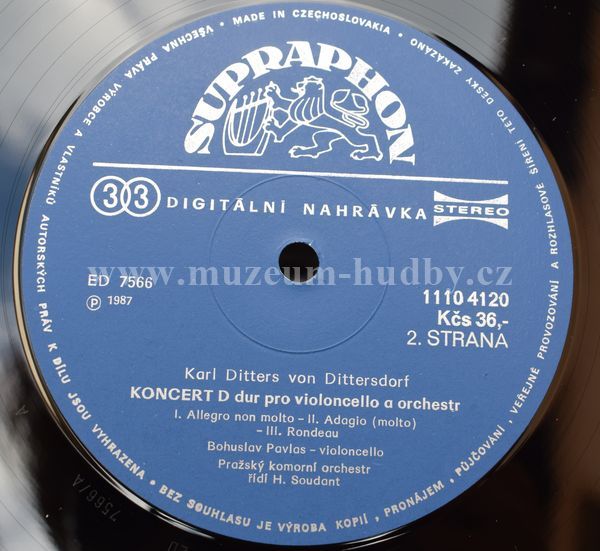 SUPRAPHON
33 DIGITÁLNÍ NAHRÁVKA STEREO
www.muzeum-hudby.cz
ED 7566
℗ 1987
1110 4120
Kčs 36,-
2. STRANA
Karl Ditters von Dittersdorf
KONCERT D dur pro violoncello a orchestr
I. Allegro non molto - II. Adagio (molto)
- III. Rondeau
Bohuslav Pavlas - violoncello
Pražský komorní orchestr
řídí H. Soudant
MADE IN CZECHOSLOVAKIA • VŠECHNA PRÁVA VÝROBCE A VLASTNÍKŮ AUTORSKÝCH PRÁV K DÍLU JSOU VYHRAZENA • BEZ SOUHLASU JE VÝROBA KOPIÍ, PRONÁJEM, PŮJČOVÁNÍ, VEŘEJNÉ PROVOZOVÁNÍ A ROZHLASOVÉ ŠÍŘENÍ TÉTO DESKY ZAKÁZÁNO •
7566/A